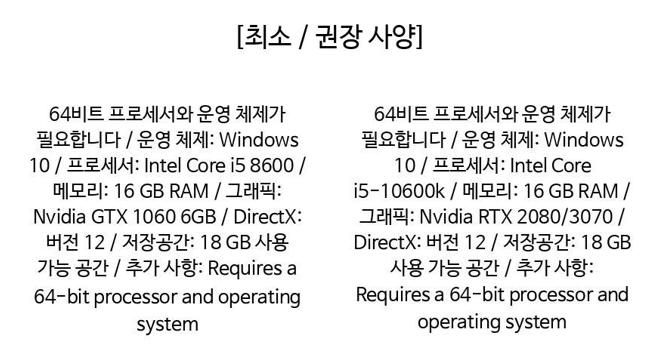 [최소 / 권장 사양]
64비트 프로세서와 운영 체제가
필요합니다 / 운영 체제: Windows
10 / 프로세서: Intel Core i5 8600 /
메모리: 16 GB RAM / 그래픽:
Nvidia GTX 1060 6GB / DirectX:
버전 12 / 저장공간: 18 GB 사용
가능 공간 / 추가 사항: Requires a
64-bit processor and operating
system
64비트 프로세서와 운영 체제가
필요합니다 / 운영 체제: Windows
10 / 프로세서: Intel Core
i5-10600k / 메모리: 16 GB RAM /
그래픽: Nvidia RTX 2080/3070 /
DirectX: 버전 12 / 저장공간: 18 GB
사용 가능 공간 / 추가 사항:
Requires a 64-bit processor and
operating system